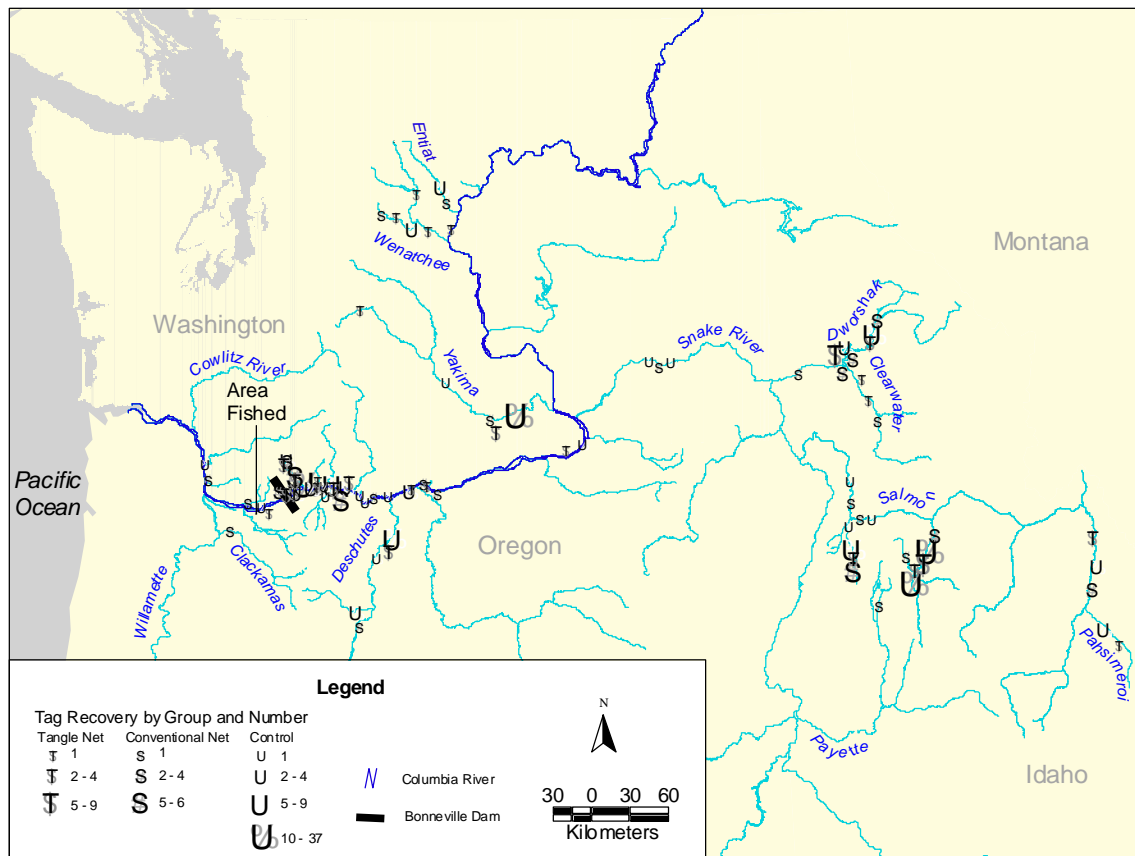 Entiat
Montana
Wenatchee
Dworshak
Washington
Snake River
Cowlitz River
Yakima
Clearwater
Area
Fished
Pacific
Ocean
Salmon
Deschutes
Oregon
Clackamas
Willamette
Pahsimeroi
Payette
Idaho
Legend
Tag Recovery by Group and Number
Tangle Net Conventional Net Control
T 1 S 1 U 1
T 2 - 4 S 2 - 4 U 2 - 4
T 5 - 9 S 5 - 6 U 5 - 9
U 10 - 37
N
Columbia River
Bonneville Dam
30 0 30 60
Kilometers